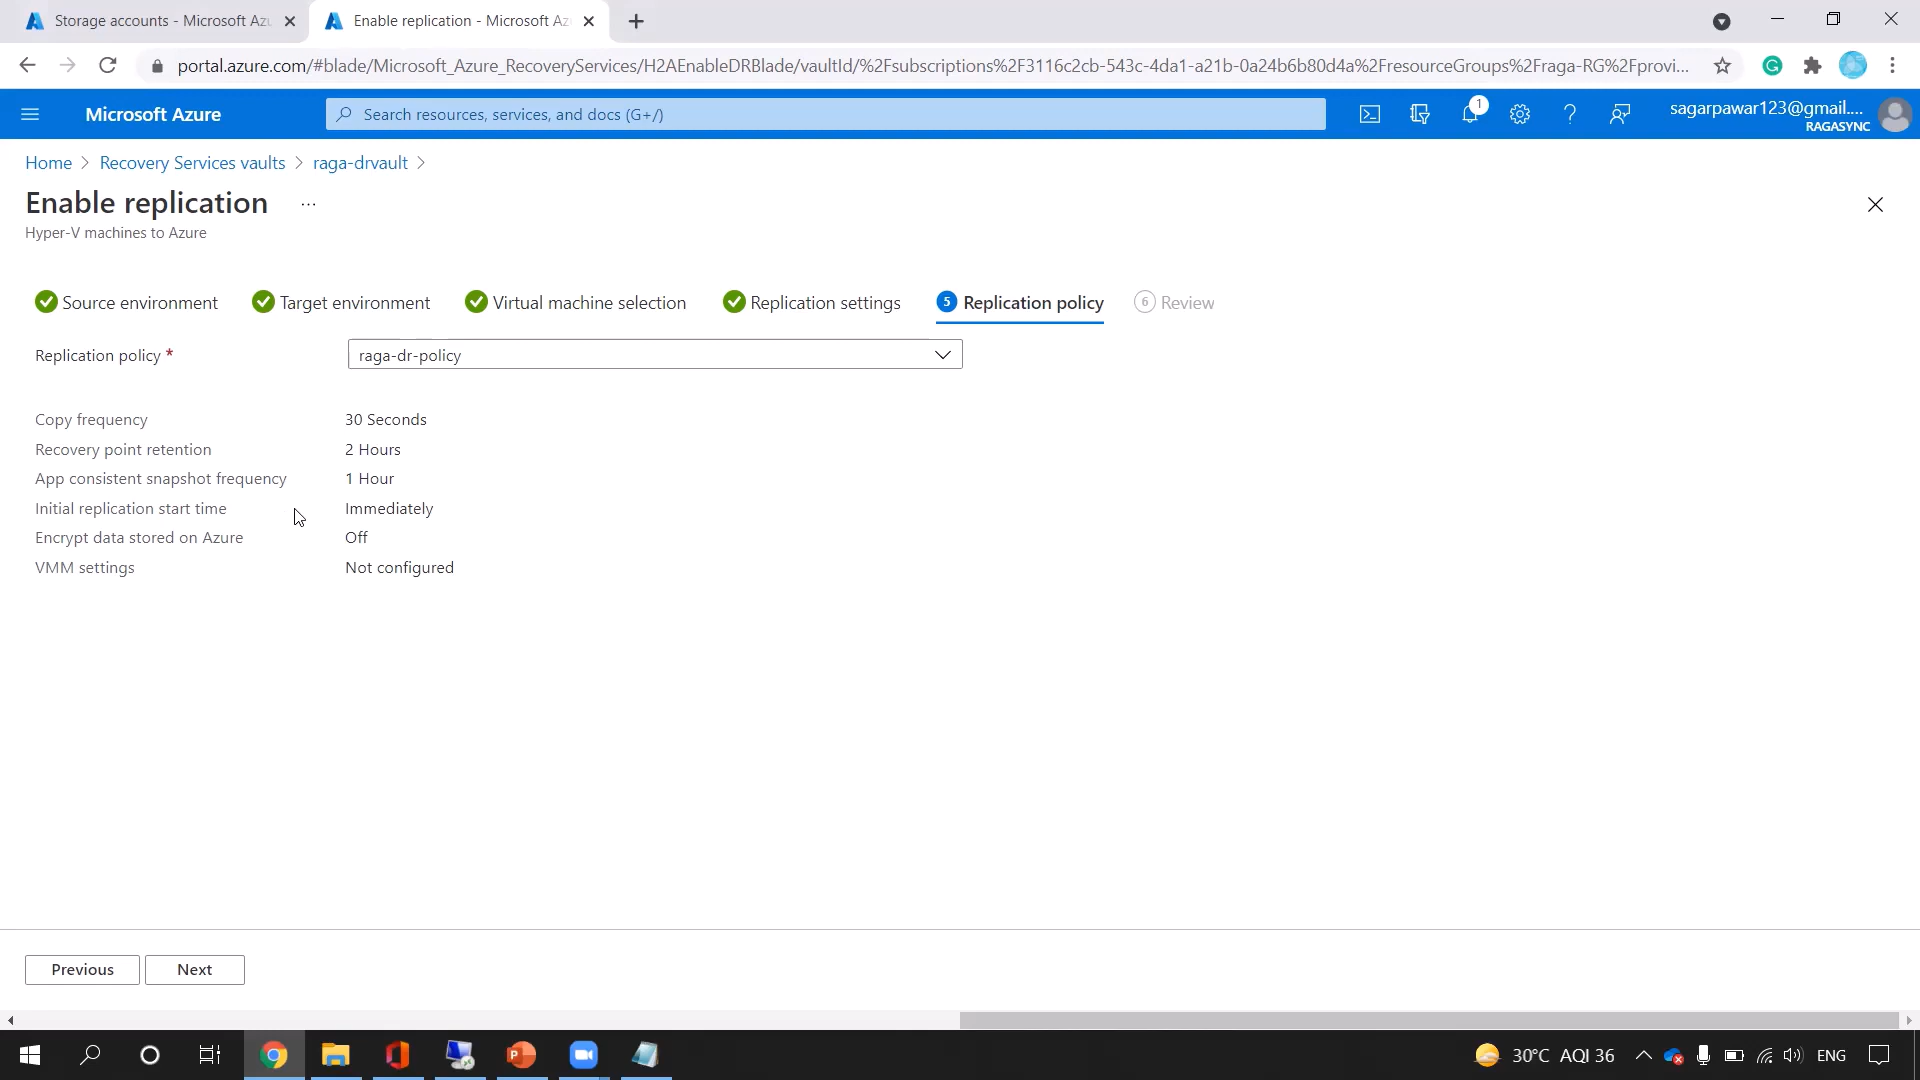 Storage accounts - Microsoft Az
Enable replication - Microsoft Az
portal.azure.com/#blade/Microsoft_Azure_RecoveryServices/H2AEnableDRBlade/vaultId/%2Fsubscriptions%2F3116c2cb-543c-4da1-a21b-0a24b6b80d4a%2FresourceGroups%2Fraga-RG%2Fprovi...
Microsoft Azure
Search resources, services, and docs (G+/)
1
sagarpawar123@gmail....
RAGASYNC
Home > Recovery Services vaults > raga-drvault >
Enable replication ...
Hyper-V machines to Azure
Source environment
Target environment
Virtual machine selection
Replication settings
5 Replication policy
6 Review
Replication policy * raga-dr-policy
Copy frequency 30 Seconds
Recovery point retention 2 Hours
App consistent snapshot frequency 1 Hour
Initial replication start time Immediately
Encrypt data stored on Azure Off
VMM settings Not configured
Previous
Next
30°C AQI 36
ENG